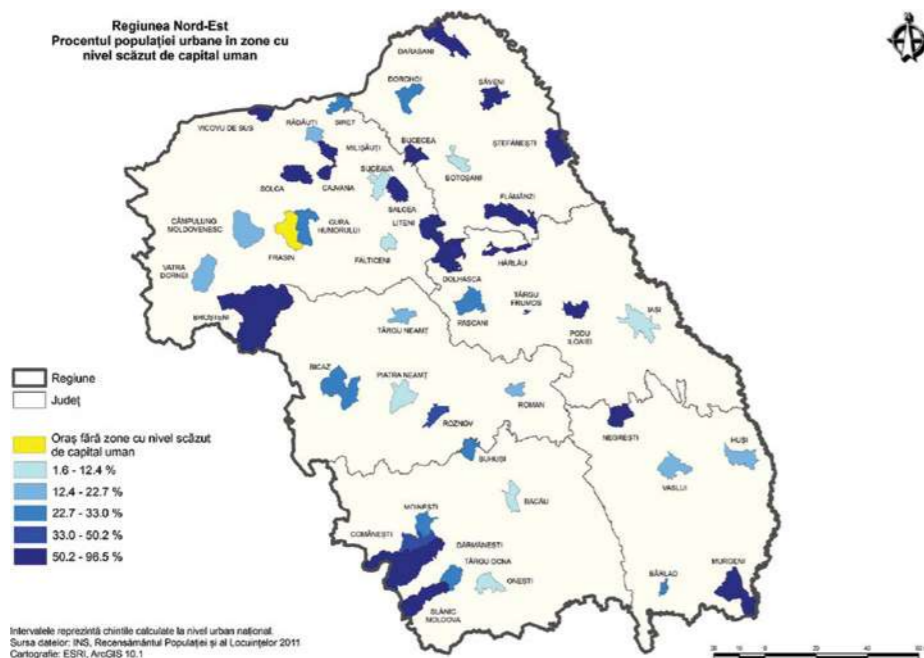 Regiunea Nord-Est
Procentul populației urbane în zone cu
nivel scăzut de capital uman
DARABANI
DOROHOI
SĂVENI
VICOVU DE SUS
RĂDĂUȚI
SIRET
MILIȘĂUȚI
BUCECEA
ȘTEFĂNEȘTI
SUCEAVA
BOTOȘANI
SOLCA
CAJVANA
SALCEA
FLĂMÂNZI
CÂMPULUNG
MOLDOVENESC
GURA
HUMORULUI
LITENI
FRASIN
FĂLTICENI
HÂRLĂU
VATRA
DORNEI
DOLHASCA
TÂRGU
FRUMOS
IAȘI
BROȘTENI
TÂRGU NEAMȚ
PAȘCANI
PODU
ILOAIEI
BICAZ
PIATRA NEAMȚ
ROMAN
ROZNOV
NEGREȘTI
HUȘI
BUHUȘI
VASLUI
BACĂU
MOINEȘTI
COMĂNEȘTI
DĂRMĂNEȘTI
TÂRGU OCNA
ONEȘTI
BÂRLAD
MURGENI
SLĂNIC
MOLDOVA
Regiune
Județ
Oraș fără zone cu nivel scăzut
de capital uman
1.6 - 12.4 %
12.4 - 22.7 %
22.7 - 33.0 %
33.0 - 50.2 %
50.2 - 96.5 %
Intervalele reprezintă chintile calculate la nivel urban național.
Sursa datelor: INS, Recensământul Populației și al Locuințelor 2011
Cartografie: ESRI, ArcGIS 10.1